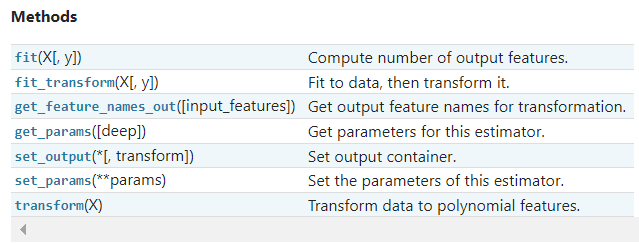 Methods
fit(X[, y]) Compute number of output features.
fit_transform(X[, y]) Fit to data, then transform it.
get_feature_names_out([input_features]) Get output feature names for transformation.
get_params([deep]) Get parameters for this estimator.
set_output(*[, transform]) Set output container.
set_params(**params) Set the parameters of this estimator.
transform(X) Transform data to polynomial features.